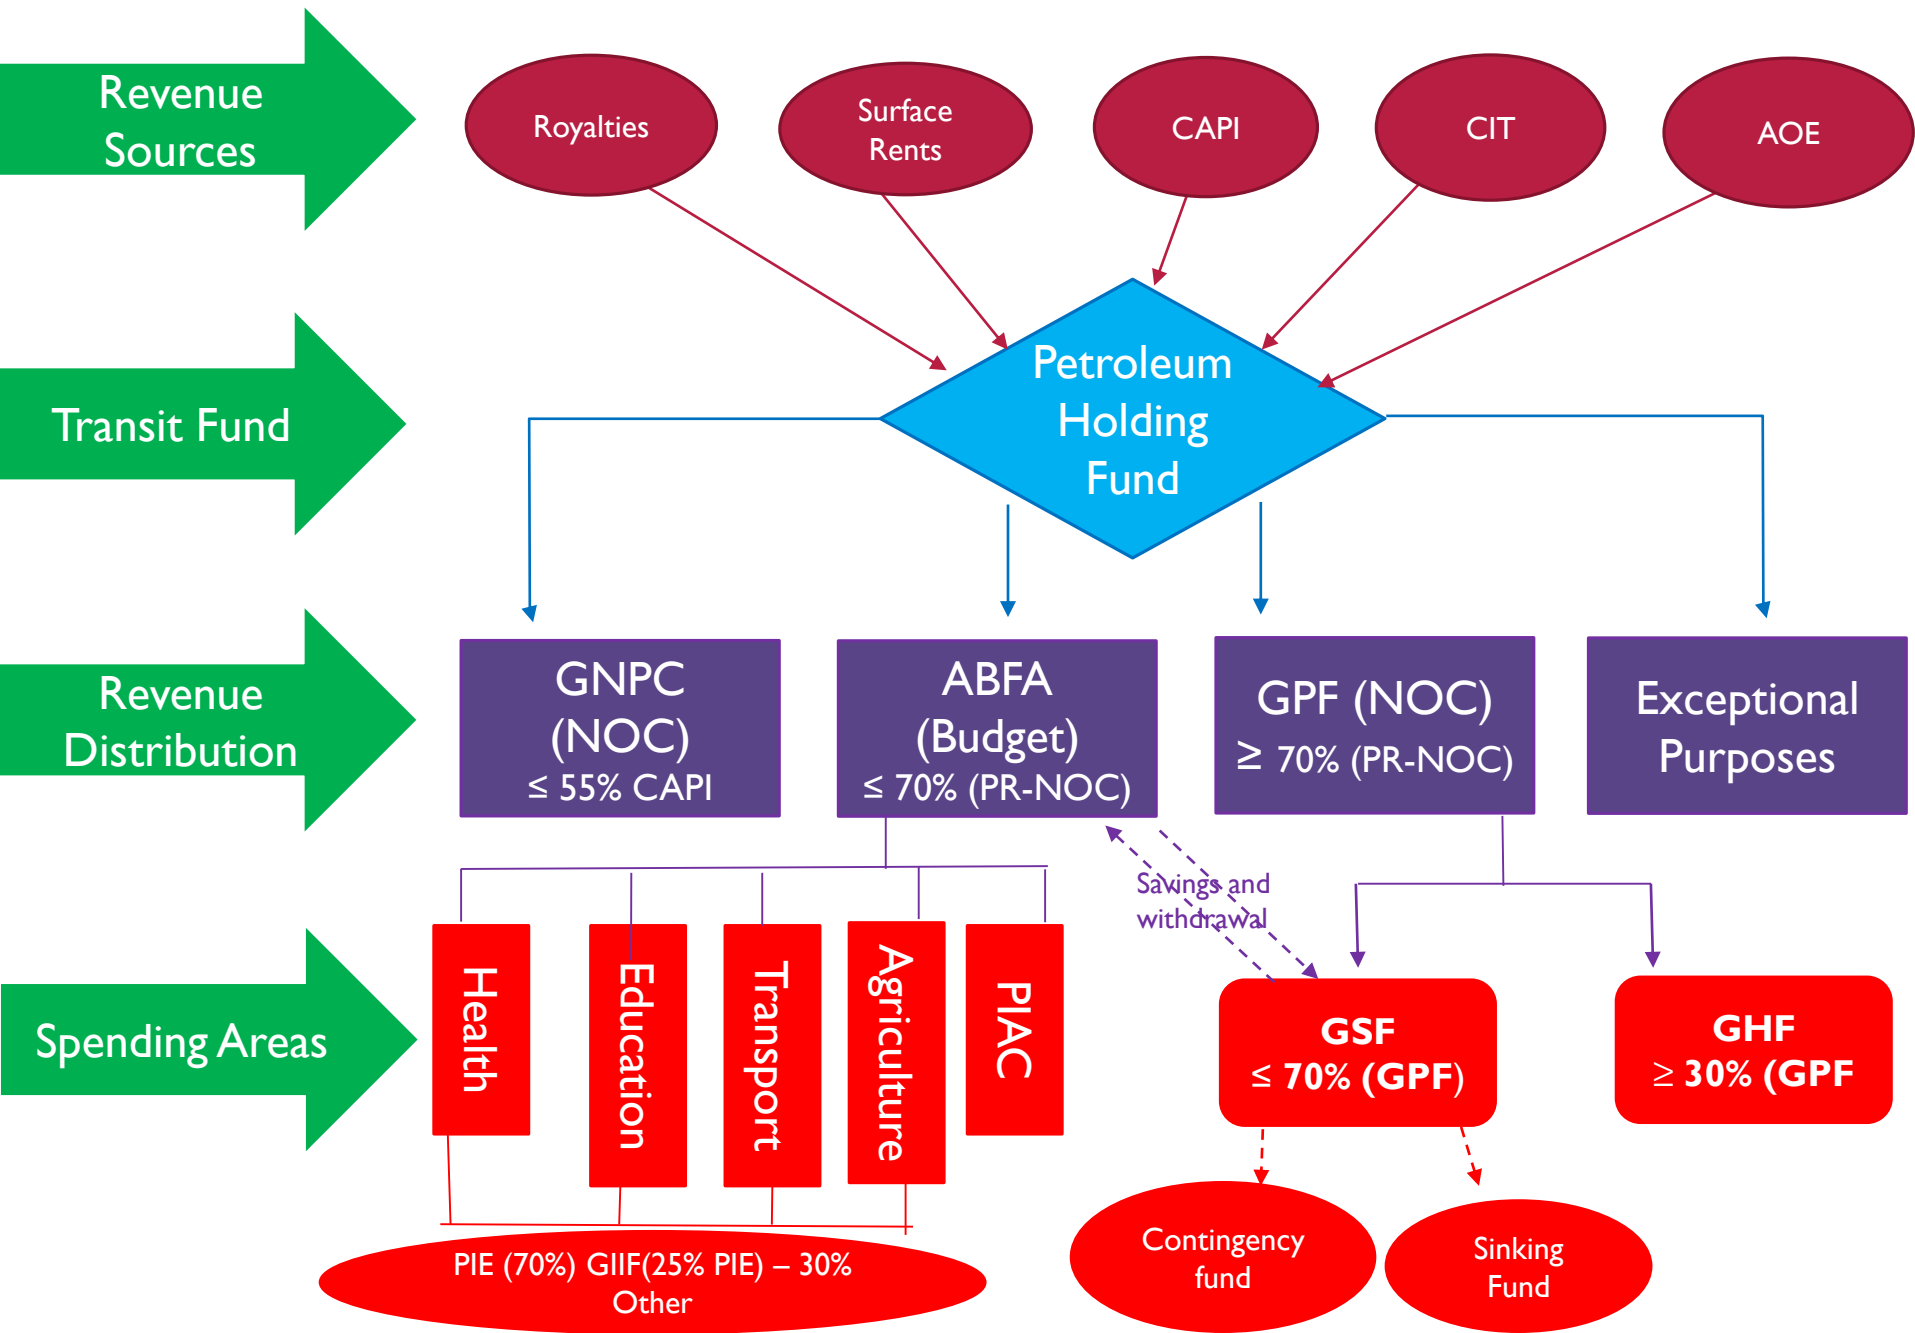 Revenue
Sources
Royalties
Surface
Rents
CAPI
CIT
AOE
Transit Fund
Petroleum
Holding
Fund
Revenue
Distribution
GNPC
(NOC)
≤ 55% CAPI
ABFA
(Budget)
≤ 70% (PR-NOC)
GPF (NOC)
≥ 70% (PR-NOC)
Exceptional
Purposes
Savings and
withdrawal
Spending Areas
Health
Education
Transport
Agriculture
PIAC
GSF
≤ 70% (GPF)
GHF
≥ 30% (GPF
PIE (70%) GIIF(25% PIE) – 30%
Other
Contingency
fund
Sinking
Fund